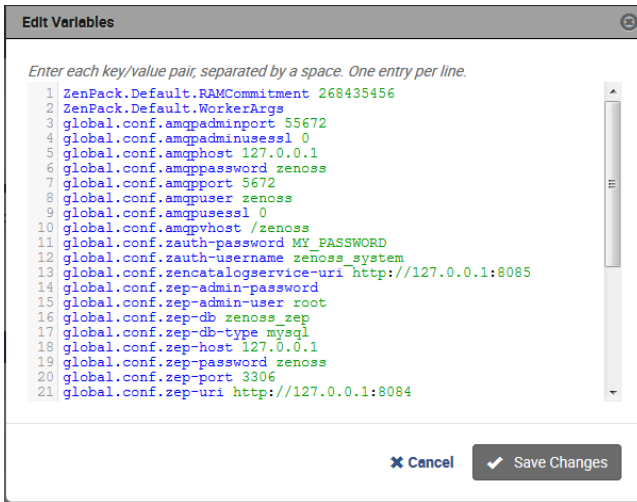 Edit Variables
Enter each key/value pair, separated by a space. One entry per line.
1 ZenPack.Default.RAMCommitment 268435456
2 ZenPack.Default.WorkerArgs
3 global.conf.amqpadminport 55672
4 global.conf.amqpadminusessl 0
5 global.conf.amqphost 127.0.0.1
6 global.conf.amqppassword zenoss
7 global.conf.amqpport 5672
8 global.conf.amqpuser zenoss
9 global.conf.amqpusessl 0
10 global.conf.amqpvhost /zenoss
11 global.conf.zauth-password MY_PASSWORD
12 global.conf.zauth-username zenoss_system
13 global.conf.zencatalogservice-uri http://127.0.0.1:8085
14 global.conf.zep-admin-password
15 global.conf.zep-admin-user root
16 global.conf.zep-db zenoss_zep
17 global.conf.zep-db-type mysql
18 global.conf.zep-host 127.0.0.1
19 global.conf.zep-password zenoss
20 global.conf.zep-port 3306
21 global.conf.zep-uri http://127.0.0.1:8084
Cancel
Save Changes